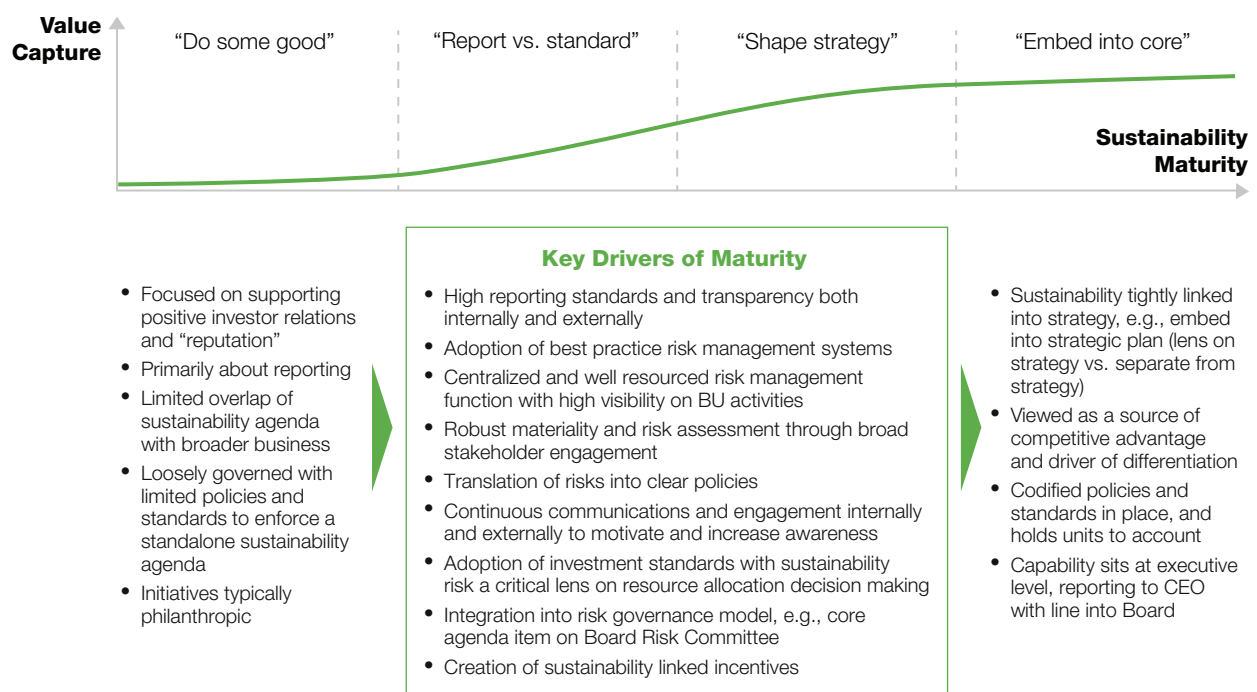 Value
Capture
“Do some good”
“Report vs. standard”
“Shape strategy”
“Embed into core”
Sustainability
Maturity
• Focused on supporting
positive investor relations
and “reputation”
• Primarily about reporting
• Limited overlap of
sustainability agenda
with broader business
• Loosely governed with
limited policies and
standards to enforce a
standalone sustainability
agenda
• Initiatives typically
philanthropic
Key Drivers of Maturity
• High reporting standards and transparency both
internally and externally
• Adoption of best practice risk management systems
• Centralized and well resourced risk management
function with high visibility on BU activities
• Robust materiality and risk assessment through broad
stakeholder engagement
• Translation of risks into clear policies
• Continuous communications and engagement internally
and externally to motivate and increase awareness
• Adoption of investment standards with sustainability
risk a critical lens on resource allocation decision making
• Integration into risk governance model, e.g., core
agenda item on Board Risk Committee
• Creation of sustainability linked incentives
• Sustainability tightly linked
into strategy, e.g., embed
into strategic plan (lens on
strategy vs. separate from
strategy)
• Viewed as a source of
competitive advantage
and driver of differentiation
• Codified policies and
standards in place, and
holds units to account
• Capability sits at executive
level, reporting to CEO
with line into Board